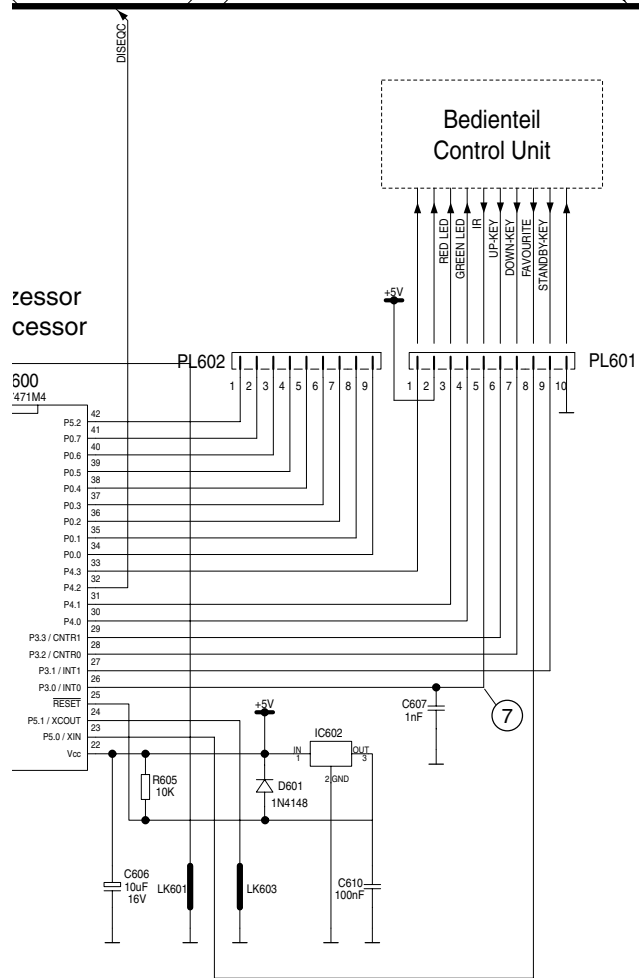 DISEQC
Bedienteil
Control Unit
RED LED
GREEN LED
IR
UP-KEY
DOWN-KEY
FAVOURITE
STANDBY-KEY
+5V
zessor
cessor
PL602
PL601
1 2 3 4 5 6 7 8 9
1 2 3 4 5 6 7 8 9 10
600
471M4
P5.2 42
P0.7 41
P0.6 40
P0.5 39
P0.4 38
P0.3 37
P0.2 36
P0.1 35
P0.0 34
P4.3 33
P4.2 32
P4.1 31
P4.0 30
P3.3 / CNTR1 29
P3.2 / CNTR0 28
P3.1 / INT1 27
P3.0 / INT0 26
RESET 25
P5.1 / XCOUT 24
P5.0 / XIN 23
Vcc 22
C607
1nF
7
+5V
IC602
IN
1
OUT
3
2 GND
R605
10K
D601
1N4148
C606
10uF
16V
LK601
LK603
C610
100nF